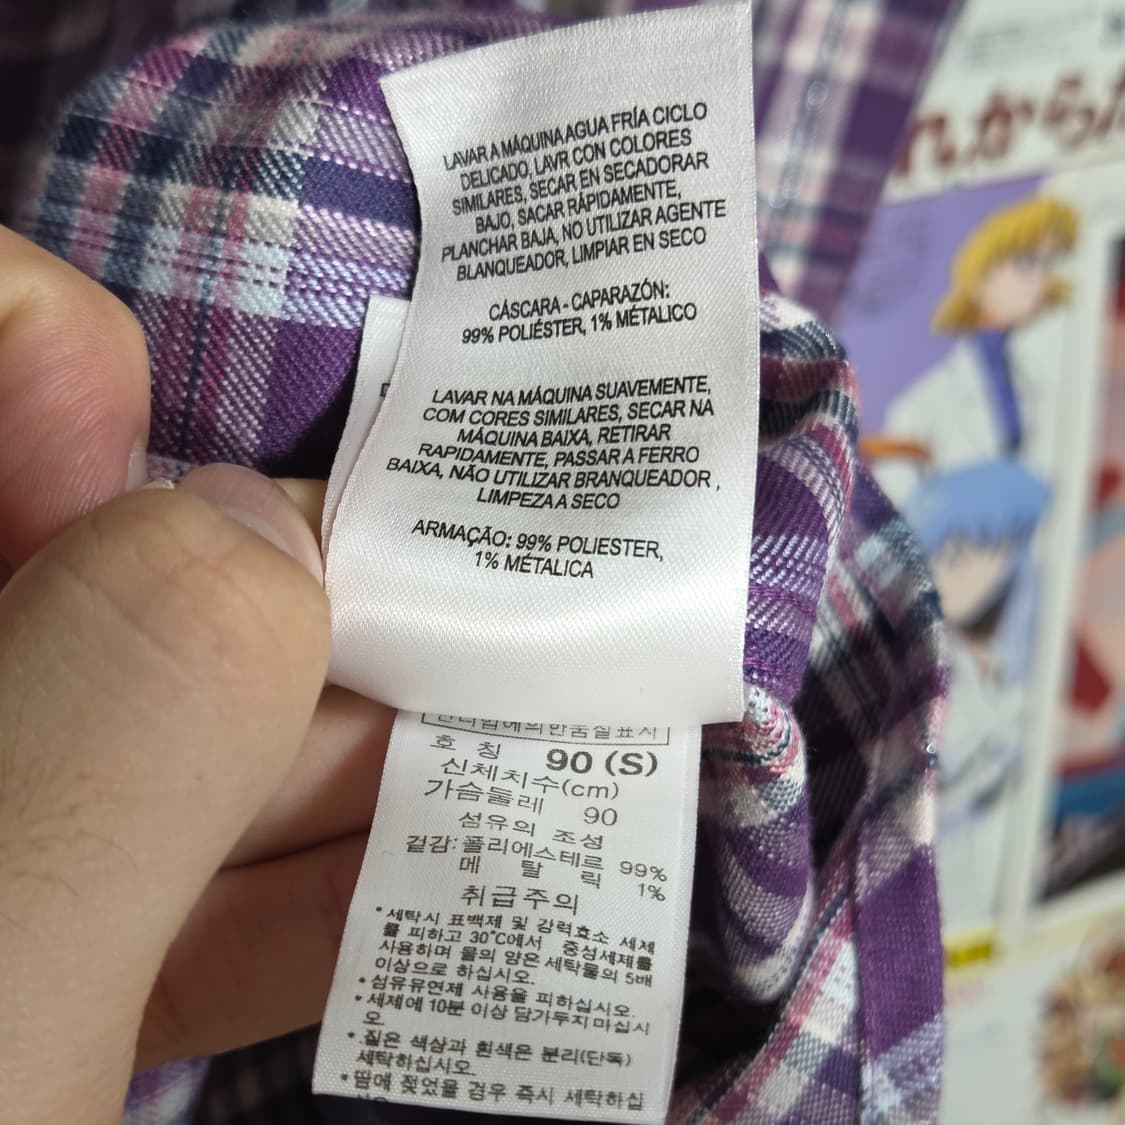 LAVAR A MÁQUINA AGUA FRÍA CICLO
DELICADO, LAVR CON COLORES
SIMILARES, SECAR EN SECADORAR
BAJO, SACAR RÁPIDAMENTE,
PLANCHAR BAJA, NO UTILIZAR AGENTE
BLANQUEADOR, LIMPIAR EN SECO
CÁSCARA - CAPARAZÓN:
99% POLIÉSTER, 1% MÉTALICO
LAVAR NA MÁQUINA SUAVEMENTE,
COM CORES SIMILARES, SECAR NA
MÁQUINA BAIXA, RETIRAR
RAPIDAMENTE, PASSAR A FERRO
BAIXA, NÃO UTILIZAR BRANQUEADOR,
LIMPEZA A SECO
ARMAÇÃO: 99% POLIESTER,
1% MÉTALICA
호 칭 90 (S)
신체치수(cm)
가슴둘레 90
섬유의 조성
겉감: 폴리에스테르 99%
메 탈 릭 1%
취급주의
*세탁시 표백제 및 강력효소 세제
를 피하고 30°C에서 중성세제를
사용하며 물의 양은 세탁물의 5배
이상으로 하십시오.
*섬유유연제 사용을 피하십시오.
*세제에 10분 이상 담가두지마십시
오.
*.짙은 색상과 흰색은 분리(단독)
세탁하십시오.
*땀에 젖었을 경우 즉시 세탁하십
れからだ